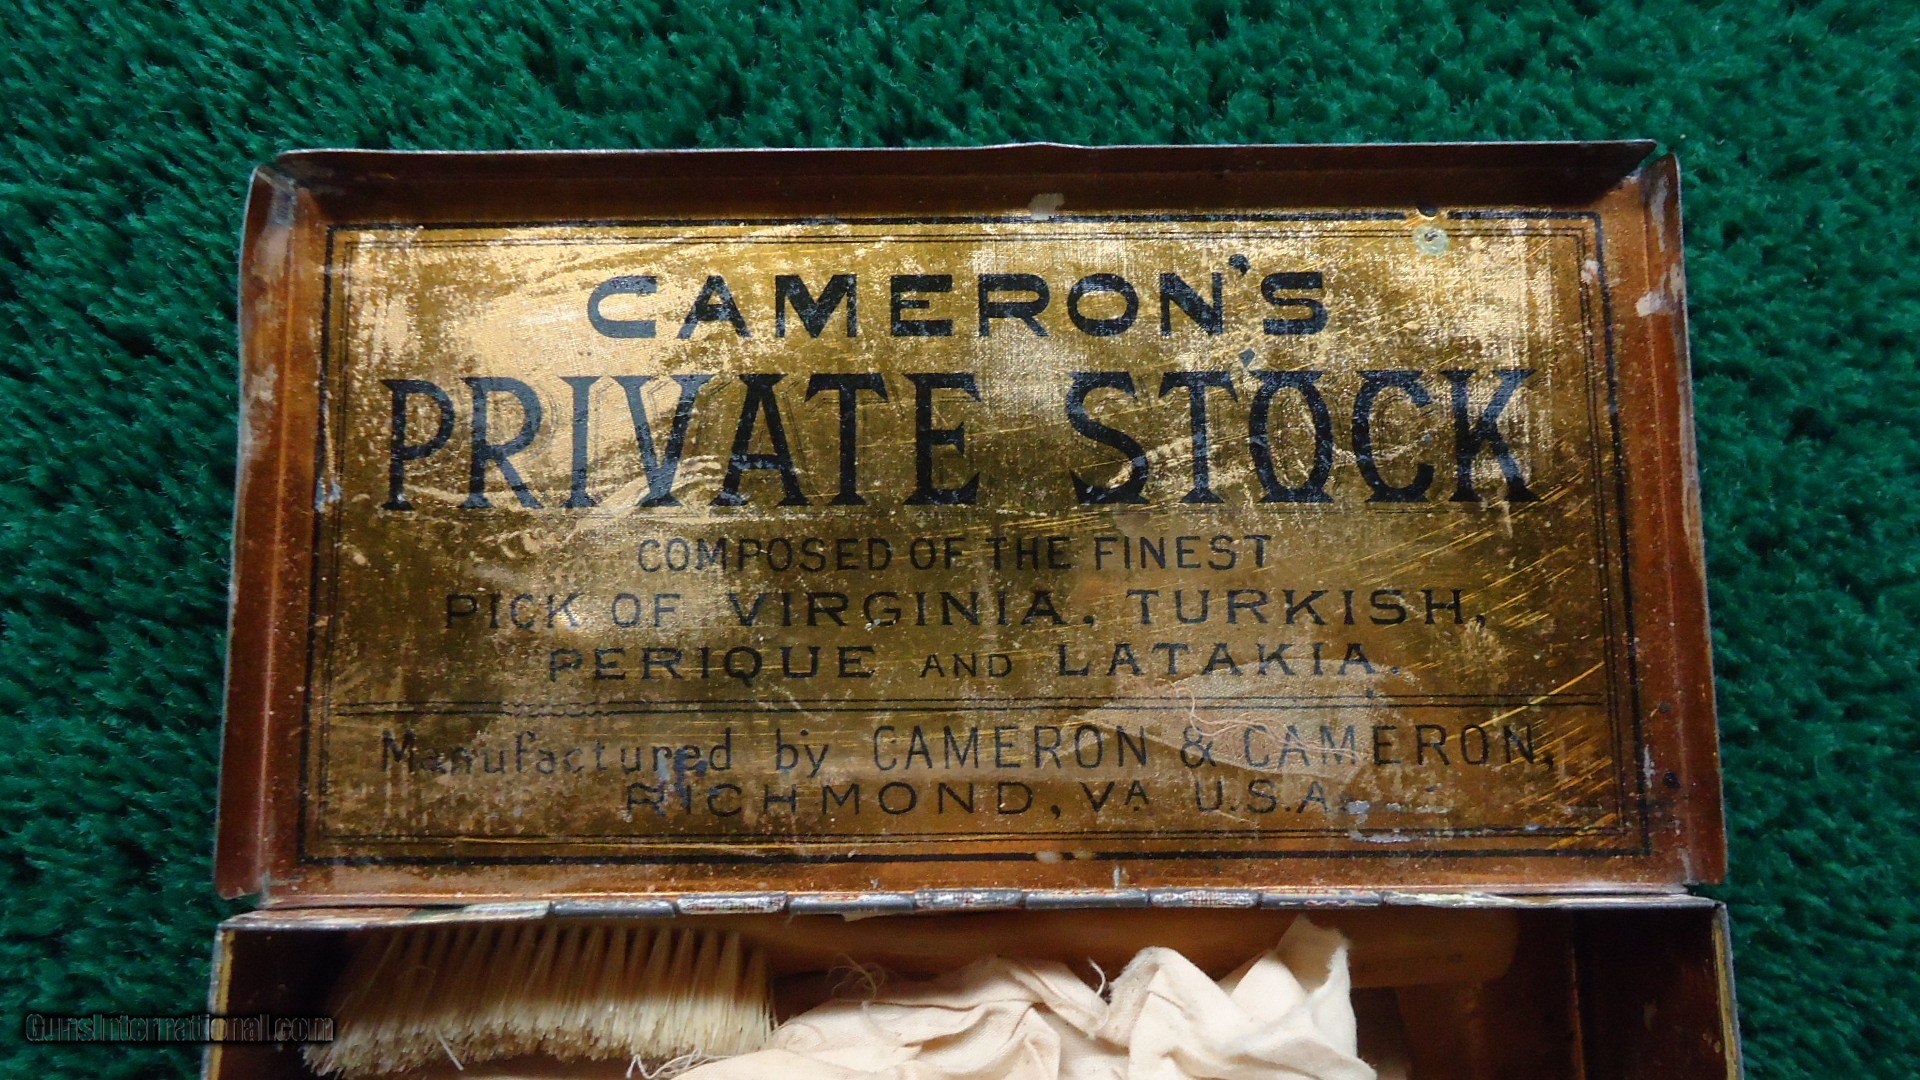 CAMERON'S
PRIVATE STOCK
COMPOSED OF THE FINEST
PICK OF VIRGINIA, TURKISH,
PERIQUE AND LATAKIA.
Manufactured by CAMERON & CAMERON,
RICHMOND, VA U.S.A.
GunsInternational.com